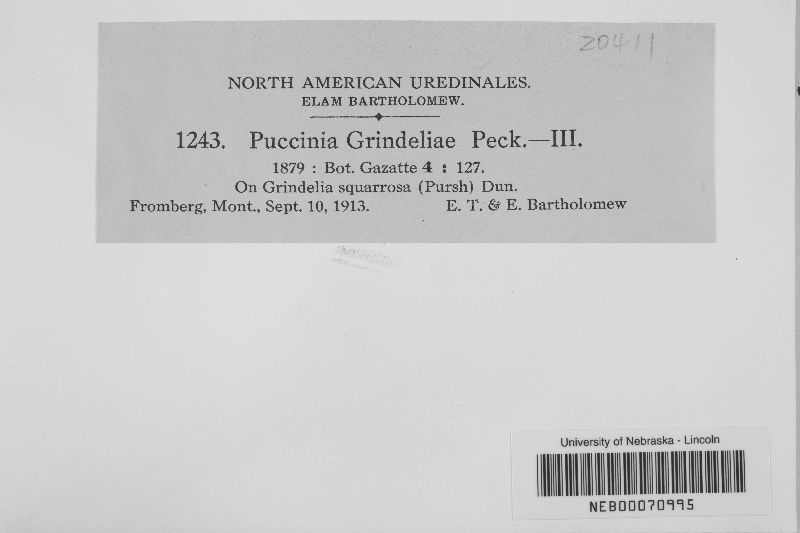 20411
NORTH AMERICAN UREDINALES.
ELAM BARTHOLOMEW.
1243. Puccinia Grindeliae Peck.—III.
1879 : Bot. Gazatte 4 : 127.
On Grindelia squarrosa (Pursh) Dun.
Fromberg, Mont., Sept. 10, 1913. E. T. & E. Bartholomew
University of Nebraska - Lincoln
NEB00070995